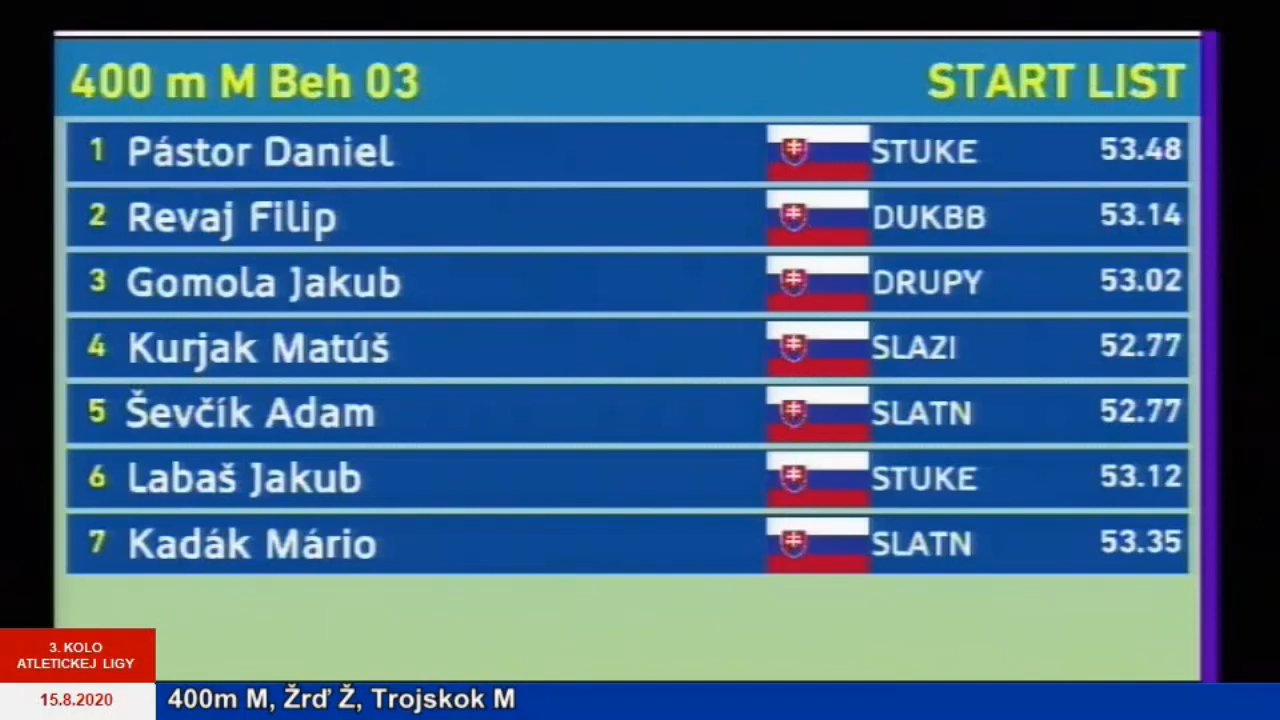 400 m M Beh 03 START LIST
1 Pástor Daniel STUKE 53.48
2 Revaj Filip DUKBB 53.14
3 Gomola Jakub DRUPY 53.02
4 Kurjak Matúš SLAZI 52.77
5 Ševčík Adam SLATN 52.77
6 Labaš Jakub STUKE 53.12
7 Kadák Mário SLATN 53.35
3. KOLO
ATLETICKEJ LIGY
15.8.2020
400m M, Žrď Ž, Trojskok M